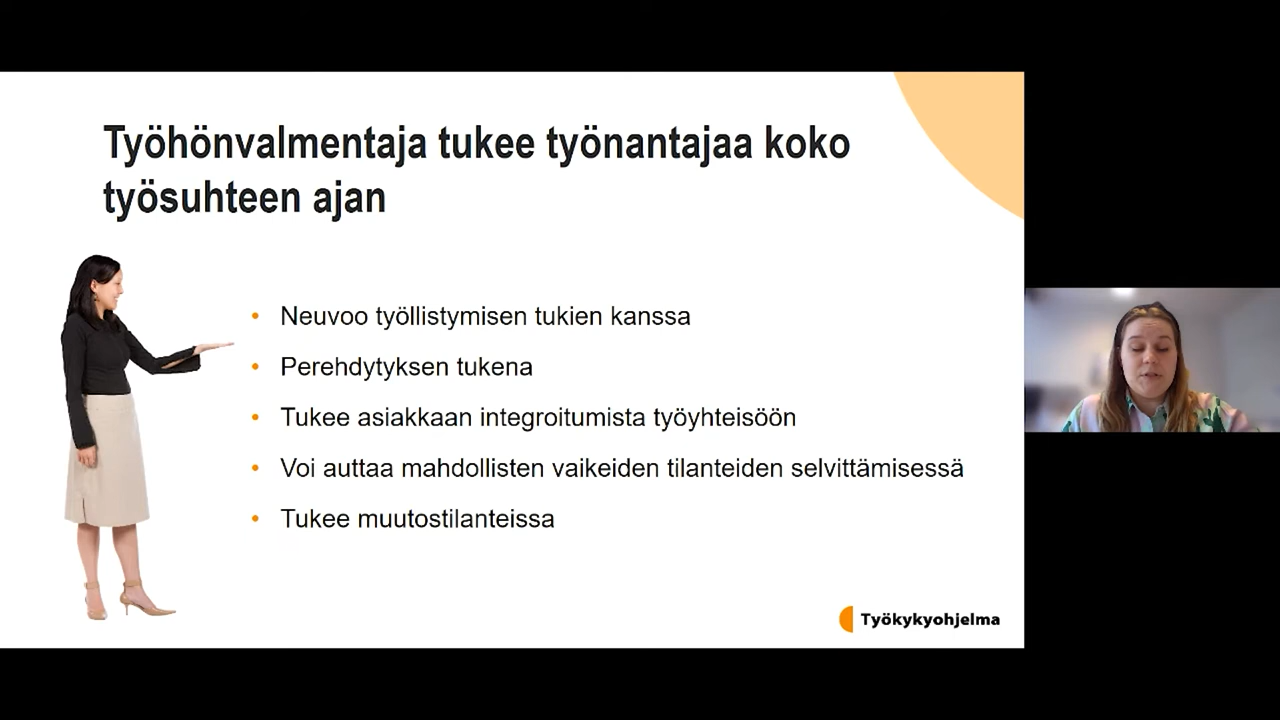 Työhönvalmentaja tukee työnantajaa koko
työsuhteen ajan
• Neuvoo työllistymisen tukien kanssa
• Perehdytyksen tukena
• Tukee asiakkaan integroitumista työyhteisöön
• Voi auttaa mahdollisten vaikeiden tilanteiden selvittämisessä
• Tukee muutostilanteissa
Työkykyohjelma